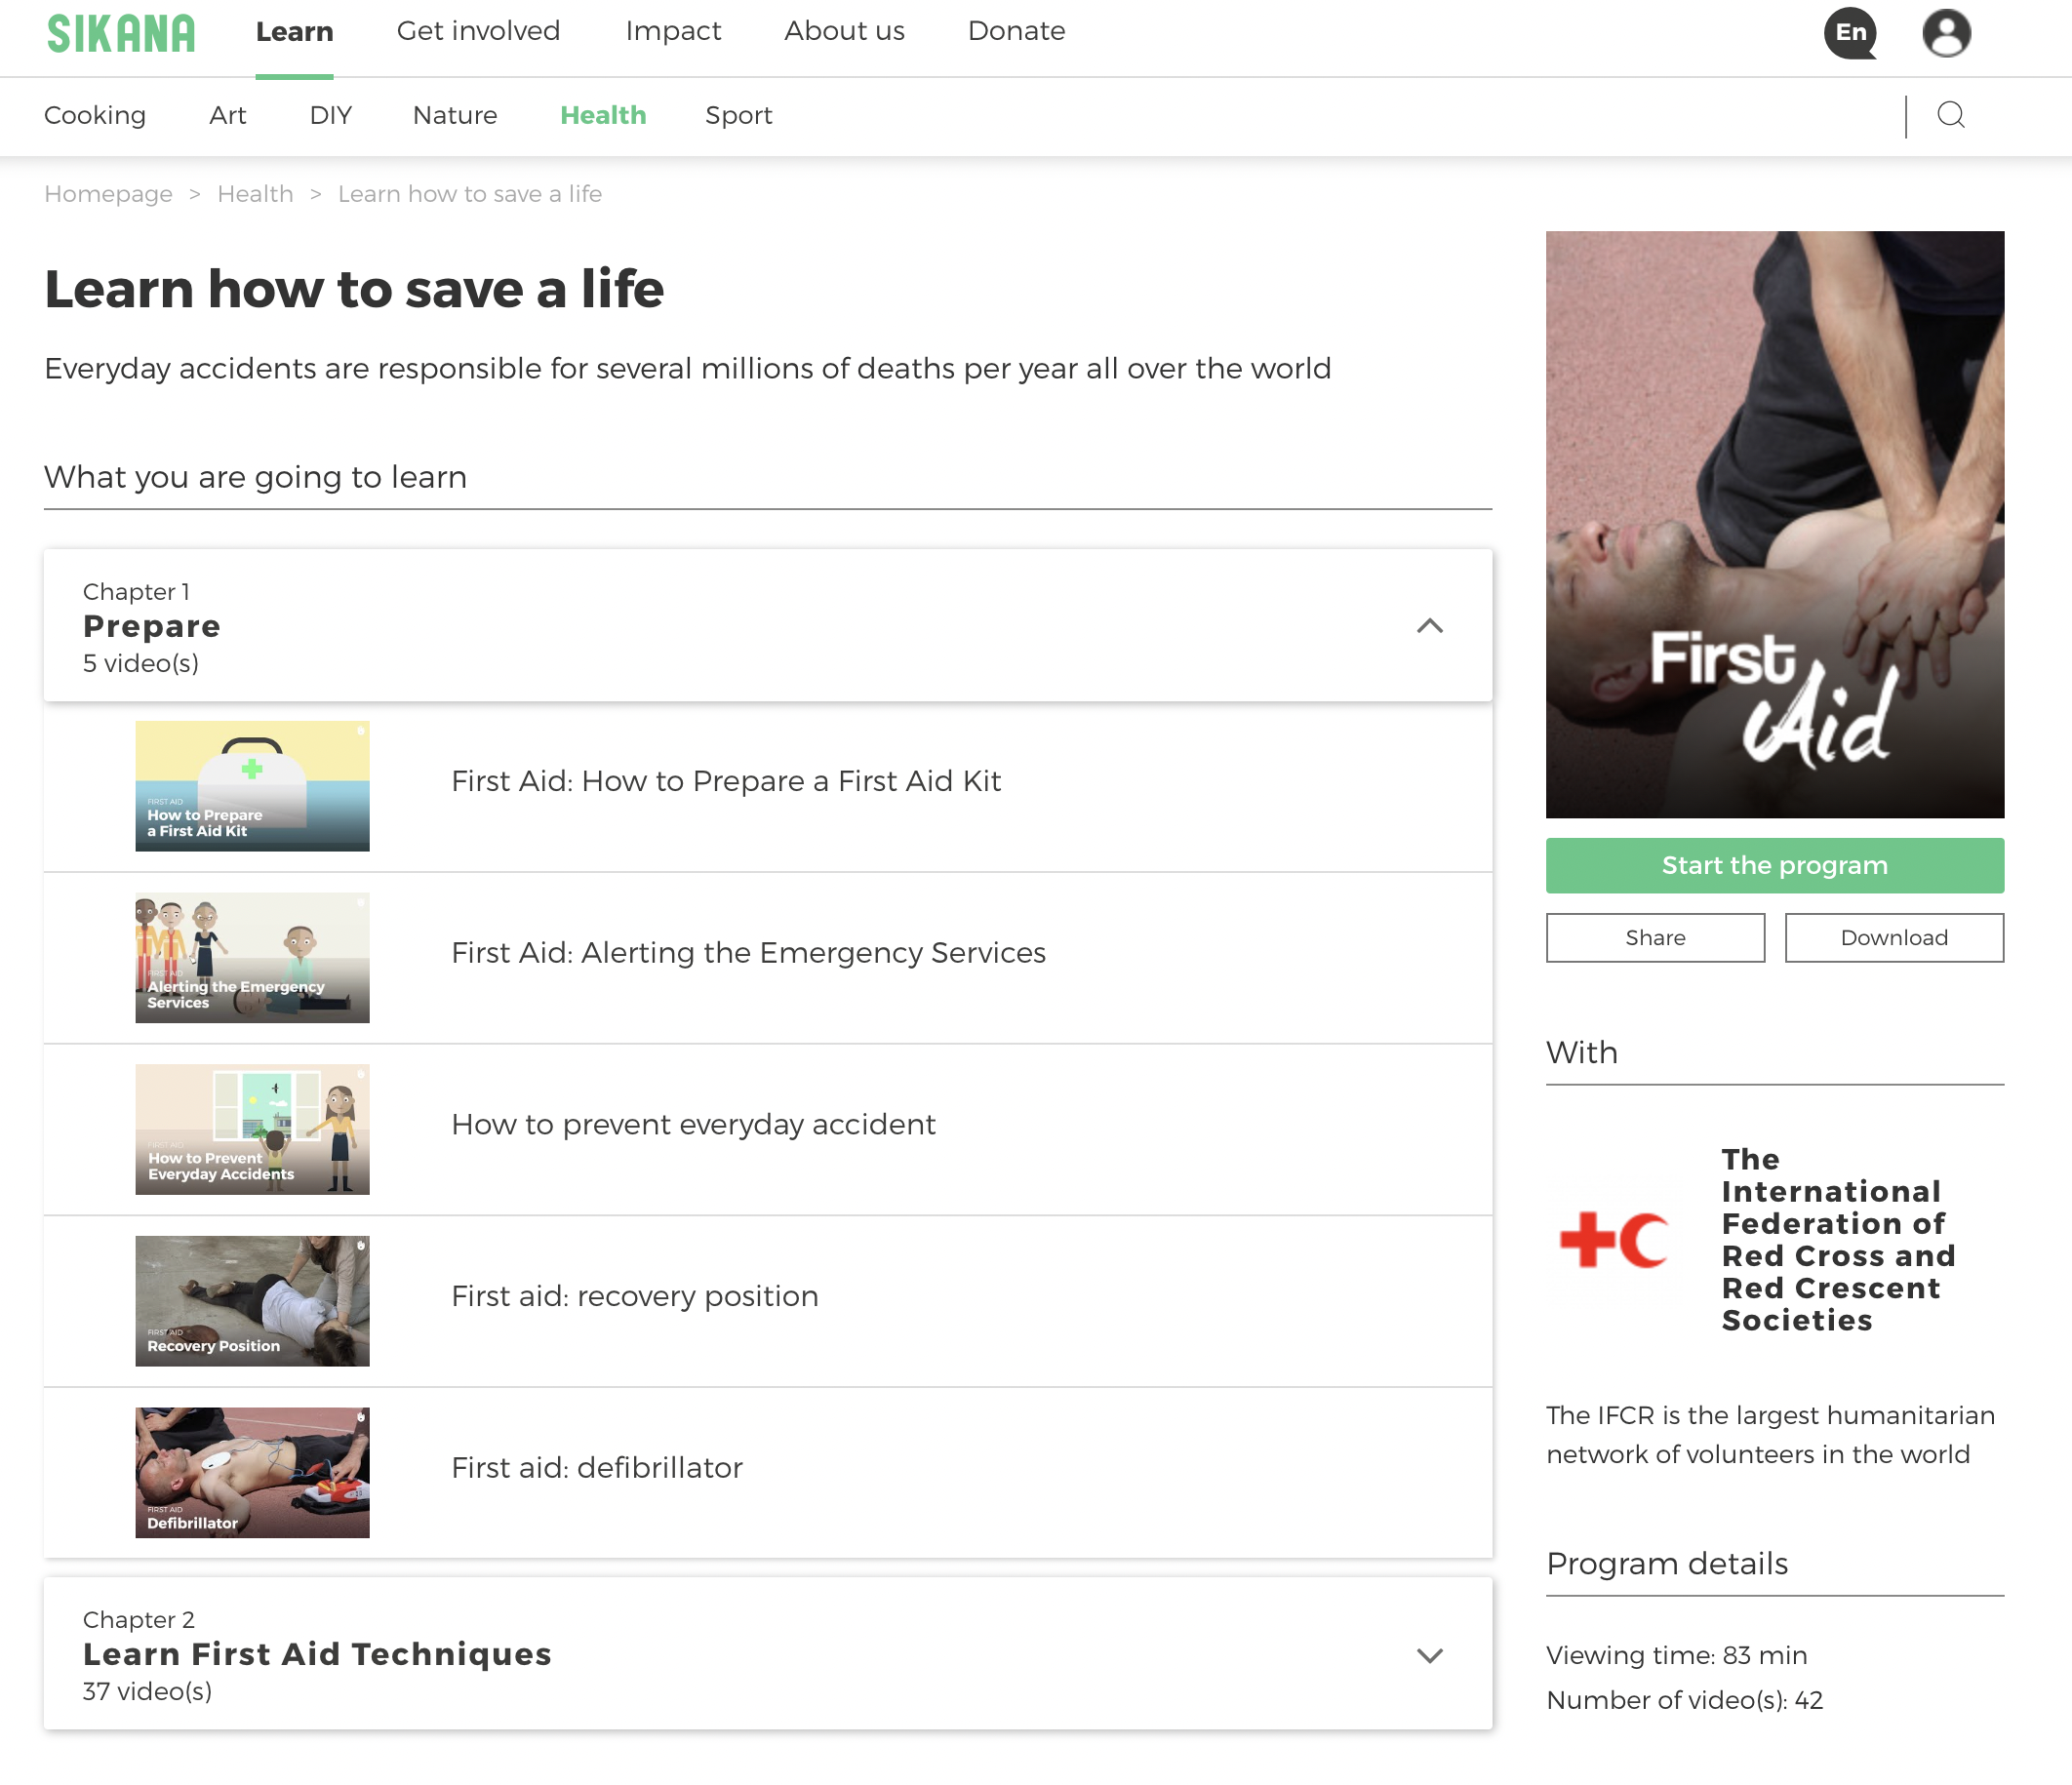 SIKANA
Learn
Get involved
Impact
About us
Donate
En
Cooking
Art
DIY
Nature
Health
Sport
Homepage > Health > Learn how to save a life
Learn how to save a life
Everyday accidents are responsible for several millions of deaths per year all over the world
What you are going to learn
Chapter 1
Prepare
5 video(s)
FIRST AID
How to Prepare
a First Aid Kit
First Aid: How to Prepare a First Aid Kit
FIRST AID
Alerting the Emergency
Services
First Aid: Alerting the Emergency Services
FIRST AID
How to Prevent
Everyday Accidents
How to prevent everyday accident
FIRST AID
Recovery Position
First aid: recovery position
FIRST AID
Defibrillator
First aid: defibrillator
Chapter 2
Learn First Aid Techniques
37 video(s)
First
Aid
Start the program
Share
Download
With
The
International
Federation of
Red Cross and
Red Crescent
Societies
The IFCR is the largest humanitarian
network of volunteers in the world
Program details
Viewing time: 83 min
Number of video(s): 42